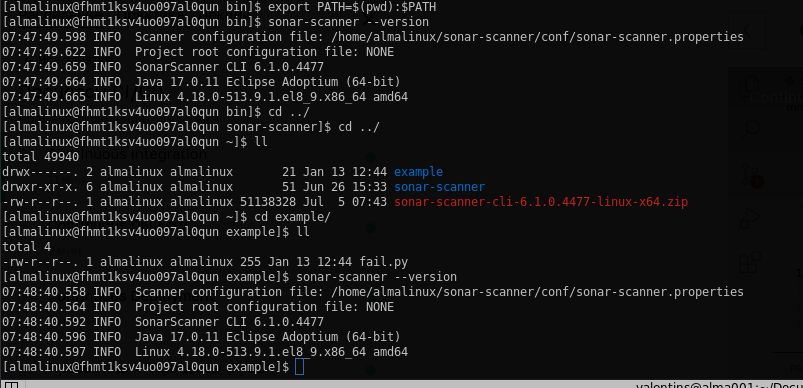 [almalinux@fhmt1ksv4uo097al0qun bin]$ export PATH=$(pwd):$PATH
[almalinux@fhmt1ksv4uo097al0qun bin]$ sonar-scanner --version
07:47:49.598 INFO  Scanner configuration file: /home/almalinux/sonar-scanner/conf/sonar-scanner.properties
07:47:49.622 INFO  Project root configuration file: NONE
07:47:49.659 INFO  SonarScanner CLI 6.1.0.4477
07:47:49.664 INFO  Java 17.0.11 Eclipse Adoptium (64-bit)
07:47:49.665 INFO  Linux 4.18.0-513.9.1.el8_9.x86_64 amd64
[almalinux@fhmt1ksv4uo097al0qun bin]$ cd ../
[almalinux@fhmt1ksv4uo097al0qun sonar-scanner]$ cd ../
[almalinux@fhmt1ksv4uo097al0qun ~]$ ll
total 49940
drwx------. 2 almalinux almalinux       21 Jan 13 12:44 example
drwxr-xr-x. 6 almalinux almalinux       51 Jun 26 15:33 sonar-scanner
-rw-r--r--. 1 almalinux almalinux 51138328 Jul  5 07:43 sonar-scanner-cli-6.1.0.4477-linux-x64.zip
[almalinux@fhmt1ksv4uo097al0qun ~]$ cd example/
[almalinux@fhmt1ksv4uo097al0qun example]$ ll
total 4
-rw-r--r--. 1 almalinux almalinux 255 Jan 13 12:44 fail.py
[almalinux@fhmt1ksv4uo097al0qun example]$ sonar-scanner --version
07:48:40.558 INFO  Scanner configuration file: /home/almalinux/sonar-scanner/conf/sonar-scanner.properties
07:48:40.564 INFO  Project root configuration file: NONE
07:48:40.592 INFO  SonarScanner CLI 6.1.0.4477
07:48:40.596 INFO  Java 17.0.11 Eclipse Adoptium (64-bit)
07:48:40.597 INFO  Linux 4.18.0-513.9.1.el8_9.x86_64 amd64
[almalinux@fhmt1ksv4uo097al0qun example]$